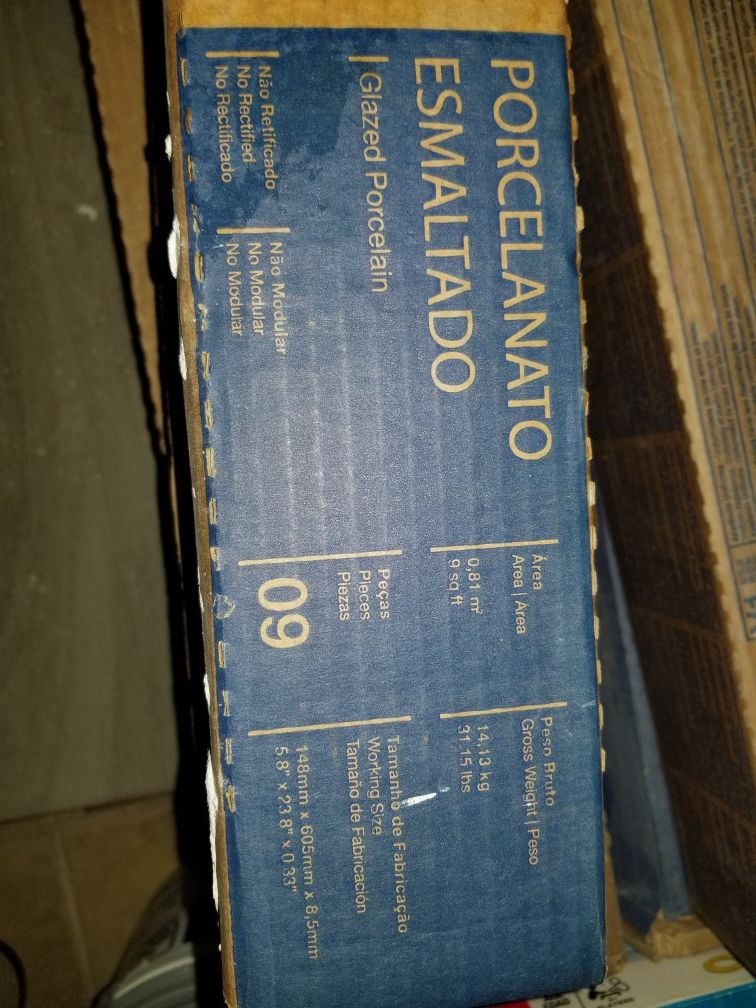 PORCELANATO
ESMALTADO
Glazed Porcelain
Não Retificado
No Rectified
No Rectificado
Não Modular
No Modular
No Modular
Área
Area | Área
0,81 m²
9 sq ft
Peso Bruto
Gross Weight | Peso
14,13 kg
31.15 lbs
Peças
Pieces
Piezas
09
Tamanho de Fabricação
Working Size
Tamaño de Fabricación
148mm x 605mm x 8,5mm
5.8" x 23.8" x 0.33"